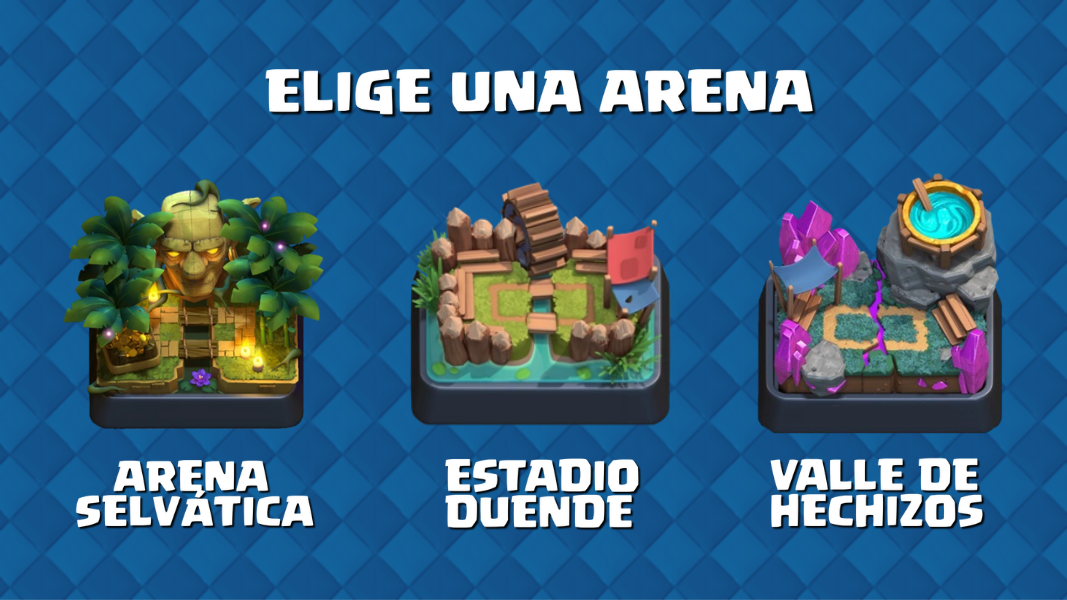 ELIGE UNA ARENA
ARENA
SELVÁTICA
ESTADIO
DUENDE
VALLE DE
HECHIZOS